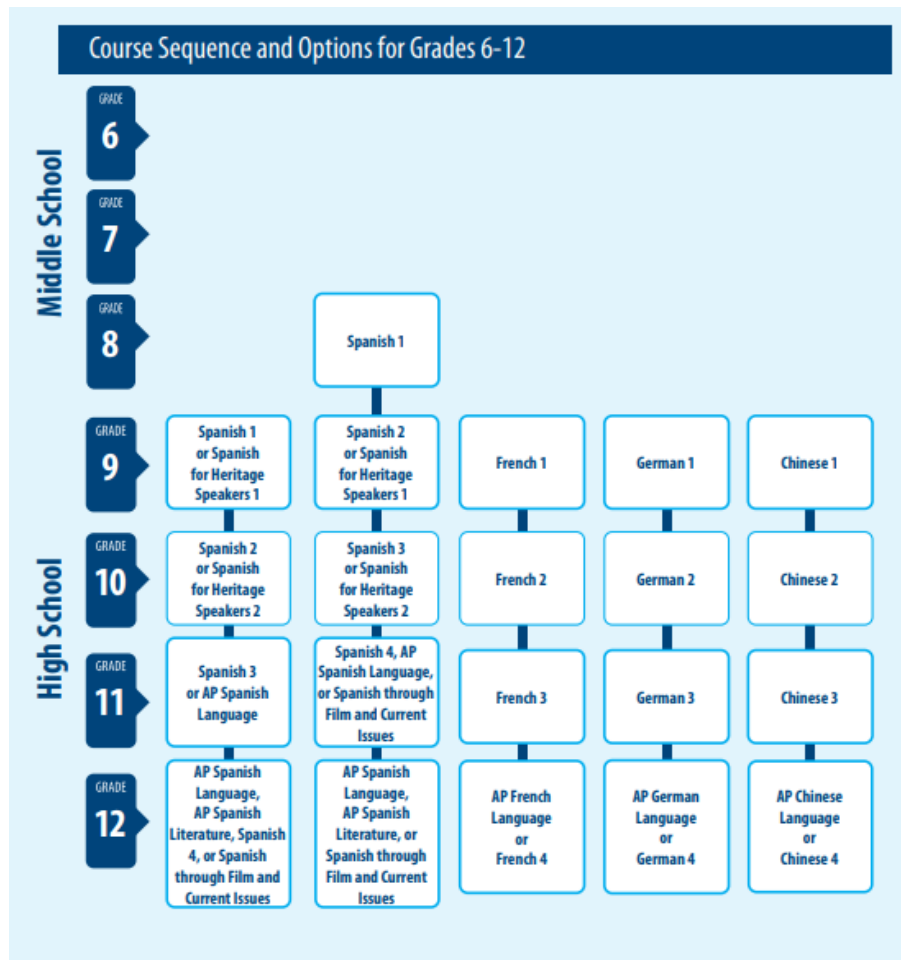 Course Sequence and Options for Grades 6-12
Middle School
GRADE
6
GRADE
7
GRADE
8
Spanish 1
High School
GRADE
9
Spanish 1
or Spanish
for Heritage
Speakers 1
Spanish 2
or Spanish
for Heritage
Speakers 1
French 1
German 1
Chinese 1
GRADE
10
Spanish 2
or Spanish
for Heritage
Speakers 2
Spanish 3
or Spanish
for Heritage
Speakers 2
French 2
German 2
Chinese 2
GRADE
11
Spanish 3
or AP Spanish
Language
Spanish 4, AP
Spanish Language,
or Spanish through
Film and Current
Issues
French 3
German 3
Chinese 3
GRADE
12
AP Spanish
Language,
AP Spanish
Literature, Spanish
4, or Spanish
through Film and
Current Issues
AP Spanish
Language,
AP Spanish
Literature, or
Spanish through
Film and Current
Issues
AP French
Language
or
French 4
AP German
Language
or
German 4
AP Chinese
Language
or
Chinese 4